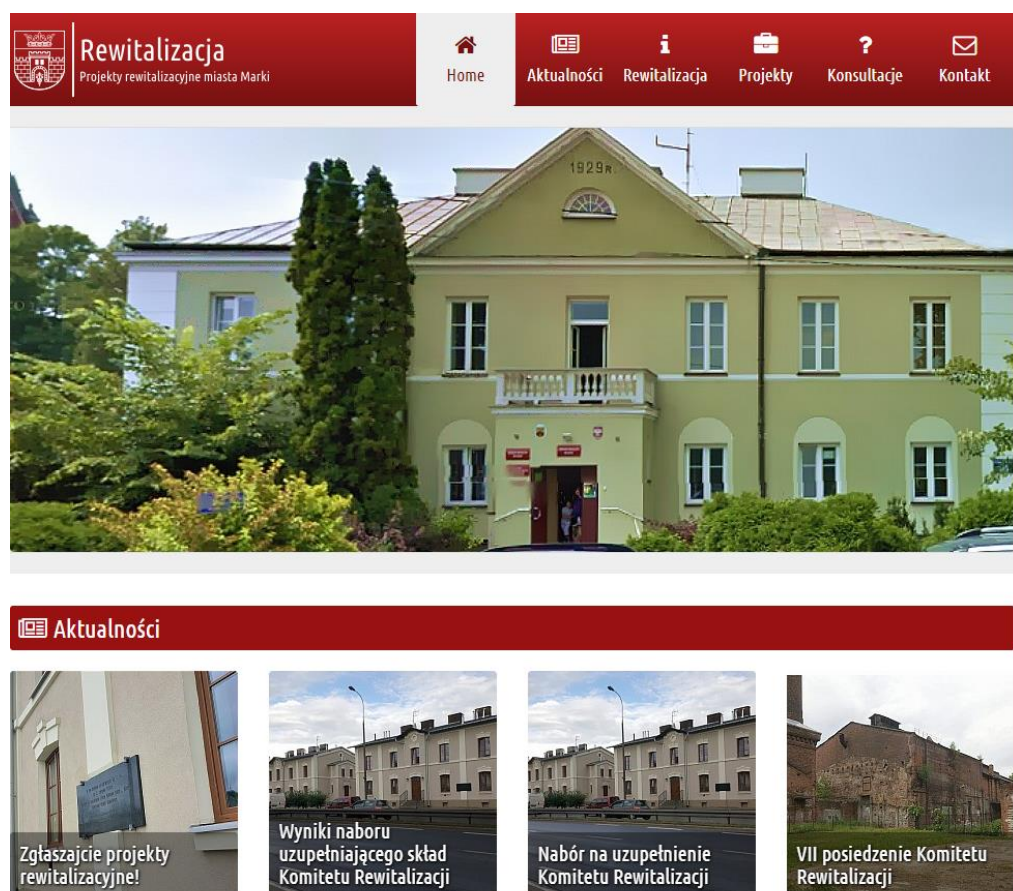 Rewitalizacja
Projekty rewitalizacyjne miasta Marki
Home
Aktualności
Rewitalizacja
Projekty
Konsultacje
Kontakt
1929R.
Aktualności
Zgłaszajcie projekty
rewitalizacyjne!
Wyniki naboru
uzupełniającego skład
Komitetu Rewitalizacji
Nabór na uzupełnienie
Komitetu Rewitalizacji
VII posiedzenie Komitetu
Rewitalizacji